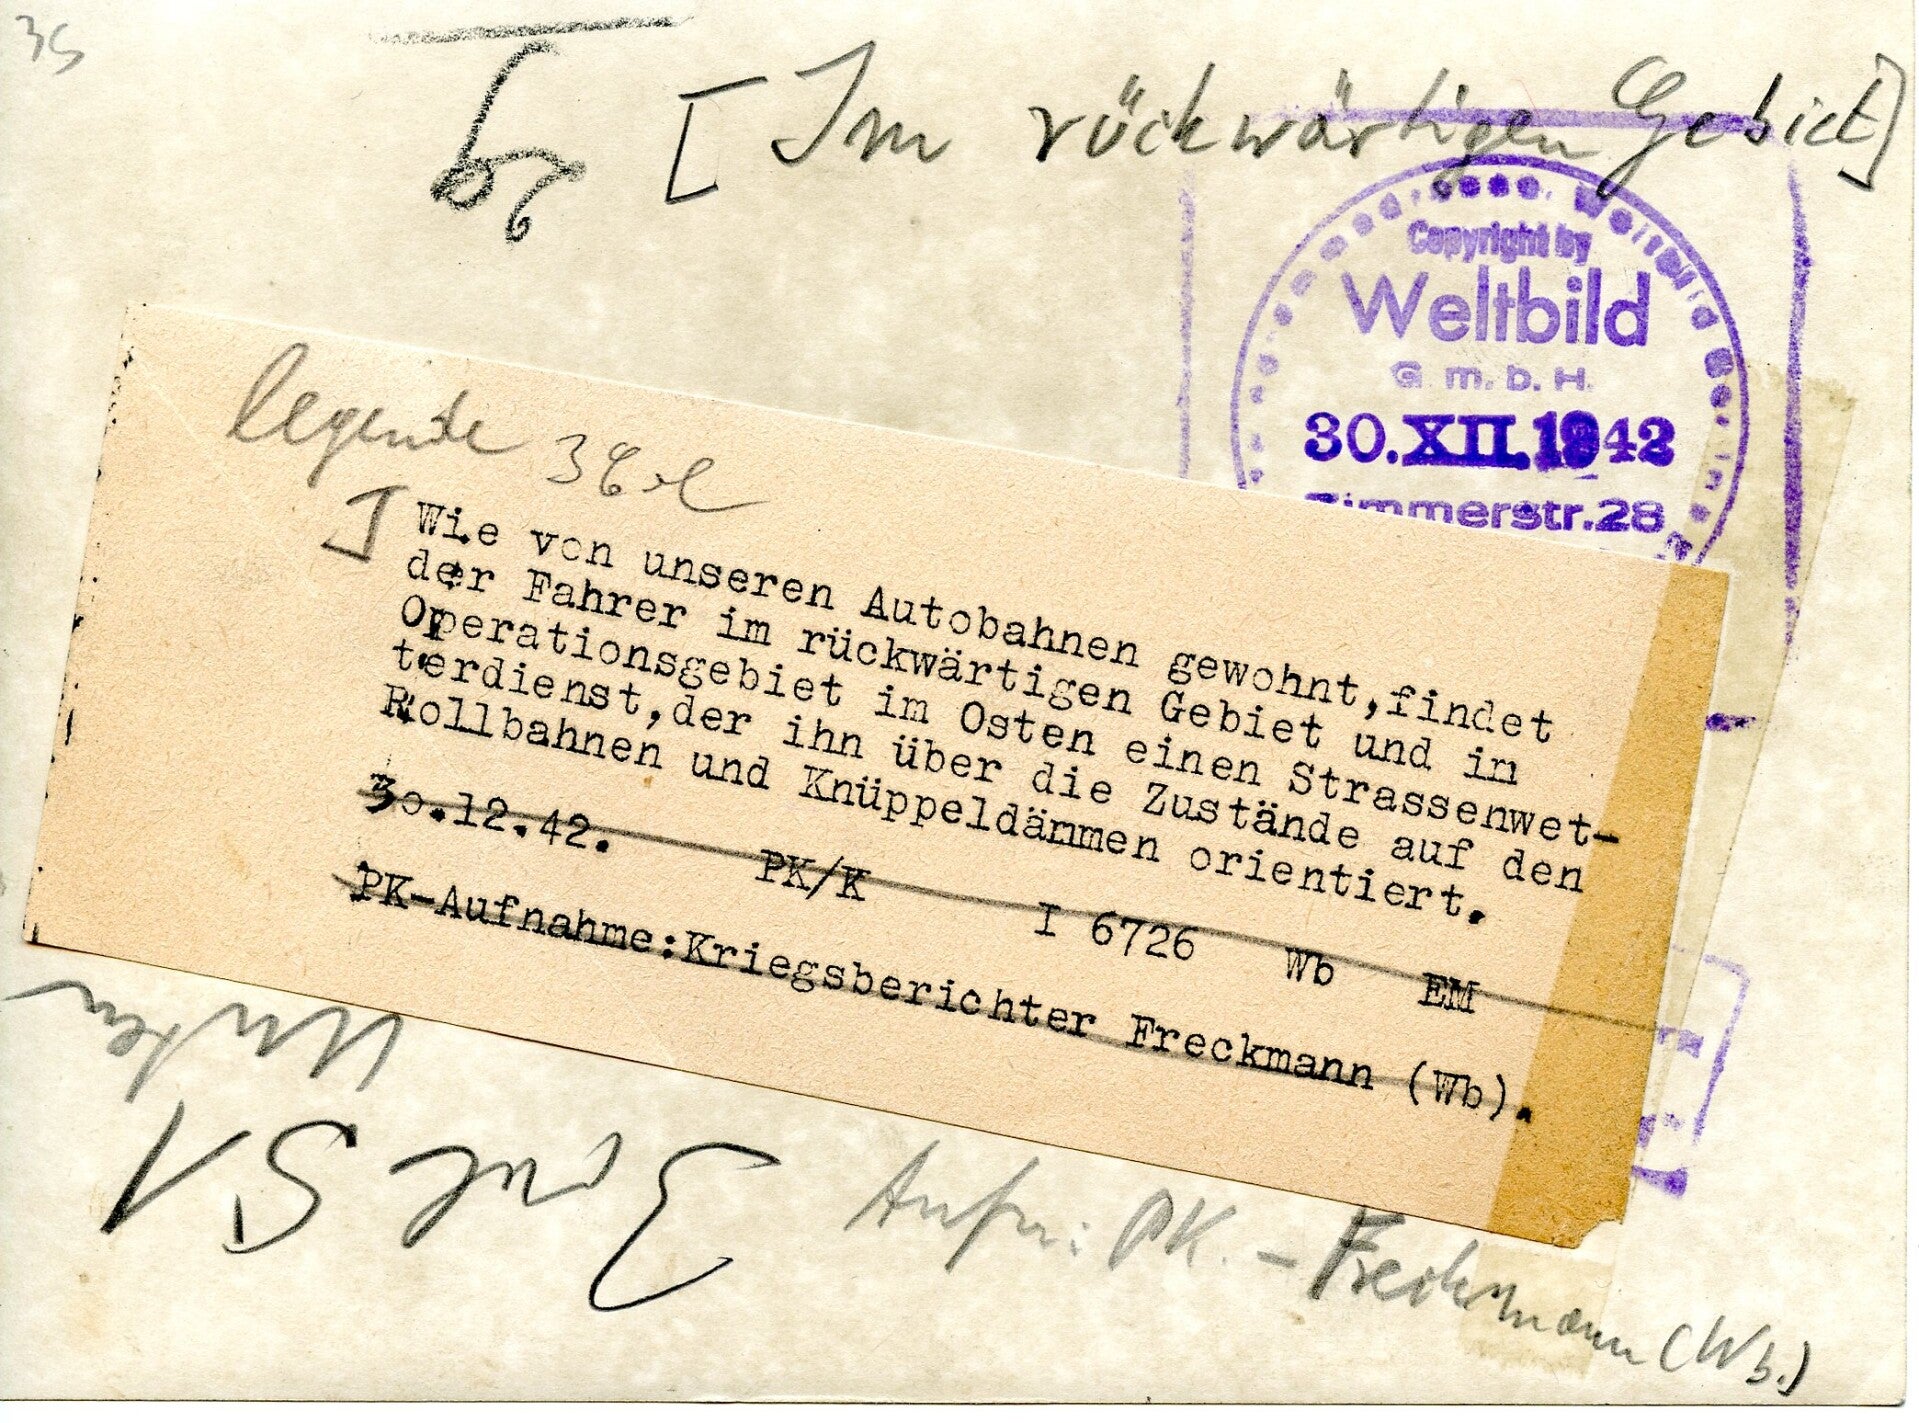 35
[Im rückwärtigen Gebiet]
Copyright by
Weltbild
G.m.b.H.
30.XII.1942
Zimmerstr.28
Legende
Wie von unseren Autobahnen gewohnt,findet
der Fahrer im rückwärtigen Gebiet und im
Operationsgebiet im Osten einen Strassenwet-
terdienst,der ihn über die Zustände auf den
Rollbahnen und Knüppeldämmen orientiert.
30.12.42. PK/K I 6726 Wb EM
PK-Aufnahme:Kriegsberichter Freckmann (Wb).
Unten
Aufn: PK.-Freckmann (Wb.)